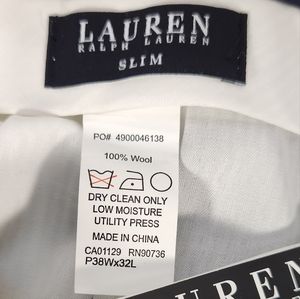 LAUREN
RALPH LAUREN
SLIM
PO# 4900046138
100% Wool
DRY CLEAN ONLY
LOW MOISTURE
UTILITY PRESS
MADE IN CHINA
CA01129 RN90736
P38Wx32L
LAUREN